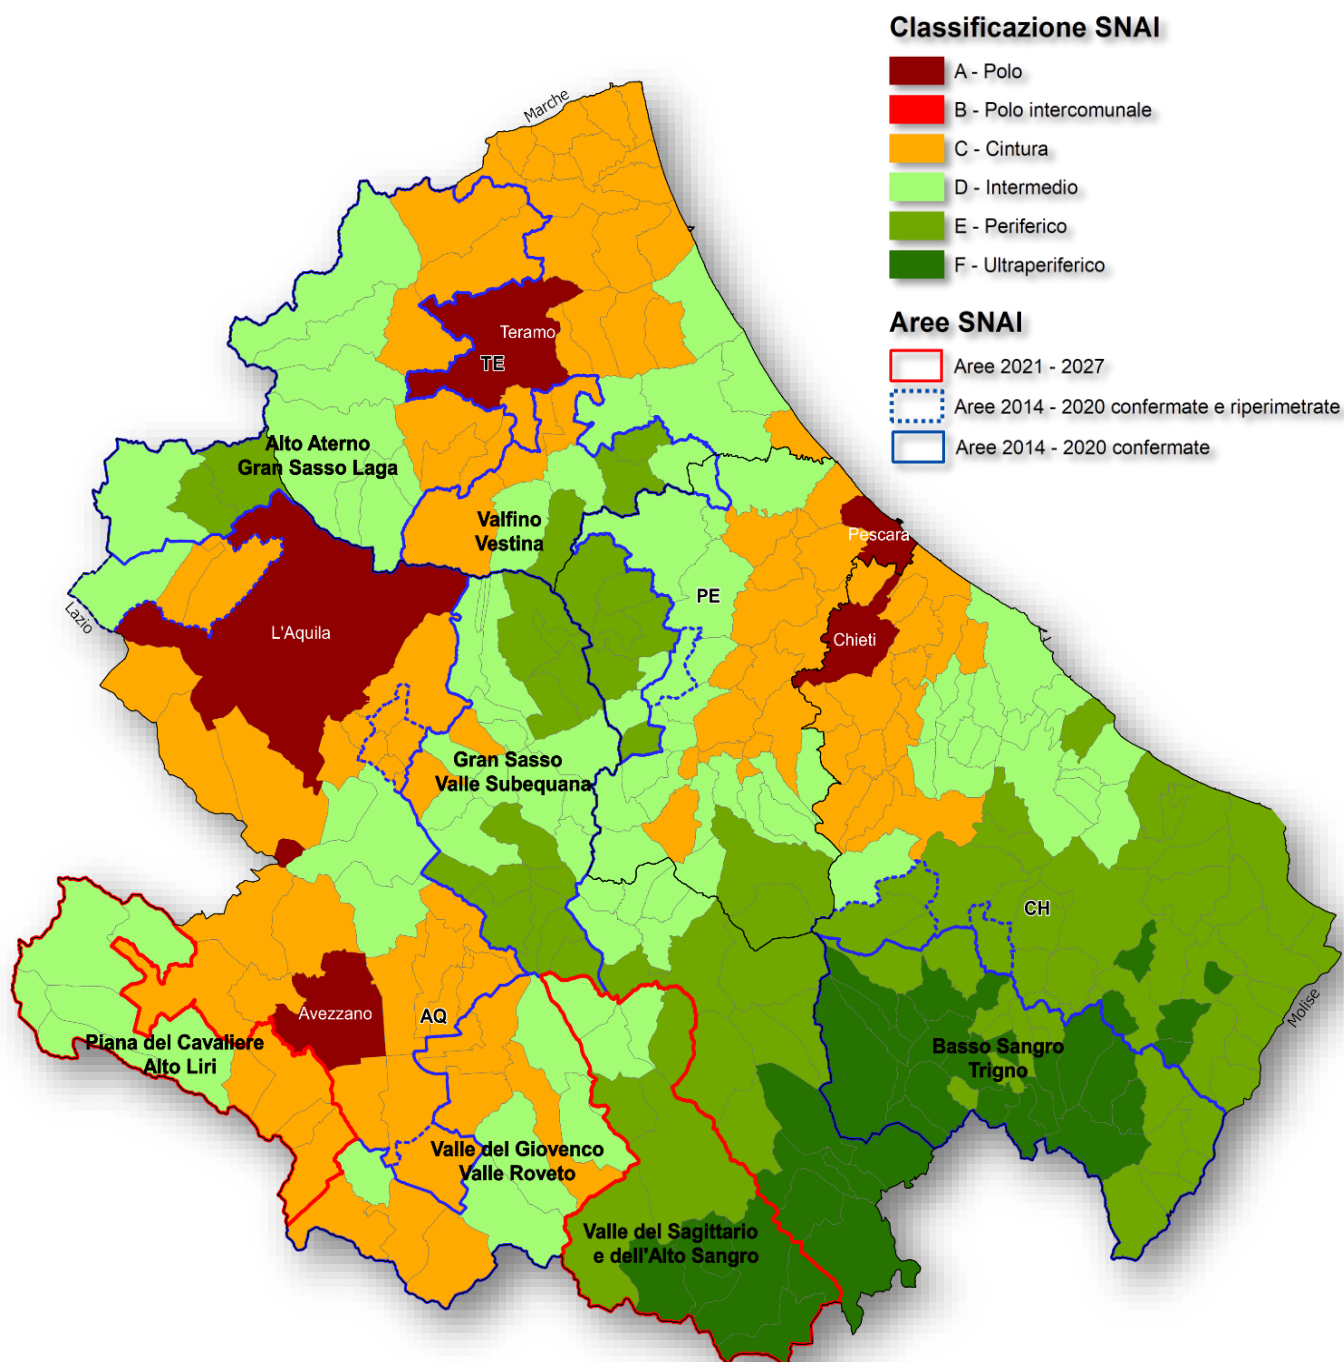 Classificazione SNAI
A - Polo
B - Polo intercomunale
C - Cintura
D - Intermedio
E - Periferico
F - Ultraperiferico
Aree SNAI
Aree 2021 - 2027
Aree 2014 - 2020 confermate e riperimetrate
Aree 2014 - 2020 confermate
Marche
Teramo
TE
Alto Aterno
Gran Sasso Laga
Valfino
Vestina
Pescara
PE
Lazio
L'Aquila
Chieti
Gran Sasso
Valle Subequana
CH
Avezzano
AQ
Molise
Piana del Cavaliere
Alto Liri
Basso Sangro
Trigno
Valle del Giovenco
Valle Roveto
Valle del Sagittario
e dell'Alto Sangro